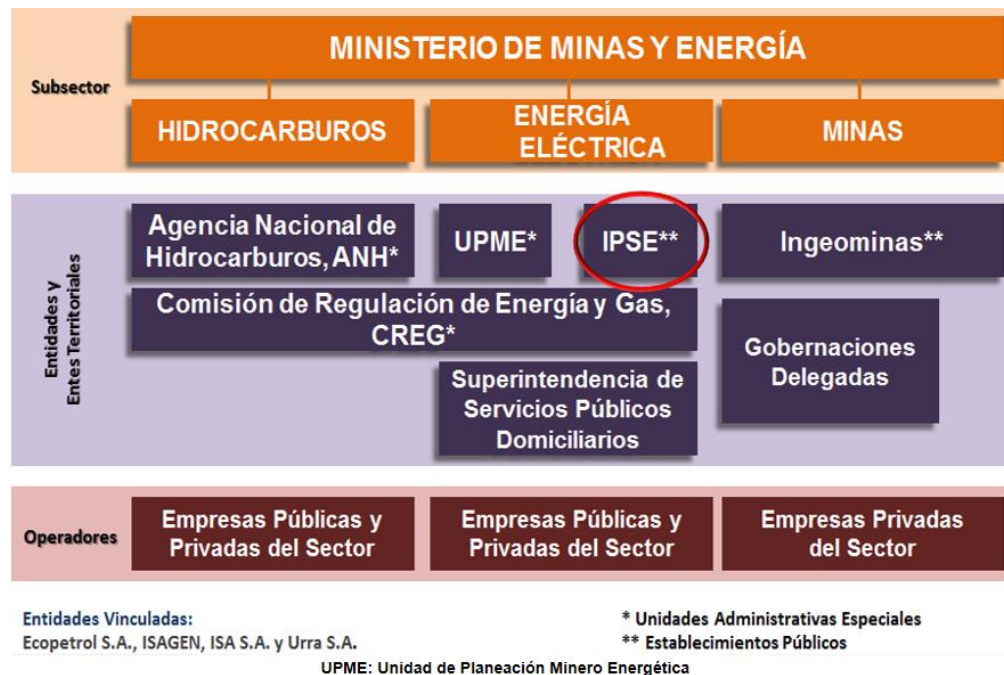 MINISTERIO DE MINAS Y ENERGÍA
Subsector
HIDROCARBUROS
ENERGÍA
ELÉCTRICA
MINAS
Entidades y
Entes Territoriales
Agencia Nacional de
Hidrocarburos, ANH*
UPME*
IPSE**
Ingeominas**
Comisión de Regulación de Energía y Gas,
CREG*
Gobernaciones
Delegadas
Superintendencia de
Servicios Públicos
Domiciliarios
Operadores
Empresas Públicas y
Privadas del Sector
Empresas Públicas y
Privadas del Sector
Empresas Privadas
del Sector
Entidades Vinculadas:
Ecopetrol S.A., ISAGEN, ISA S.A. y Urra S.A.
* Unidades Administrativas Especiales
** Establecimientos Públicos
UPME: Unidad de Planeación Minero Energética